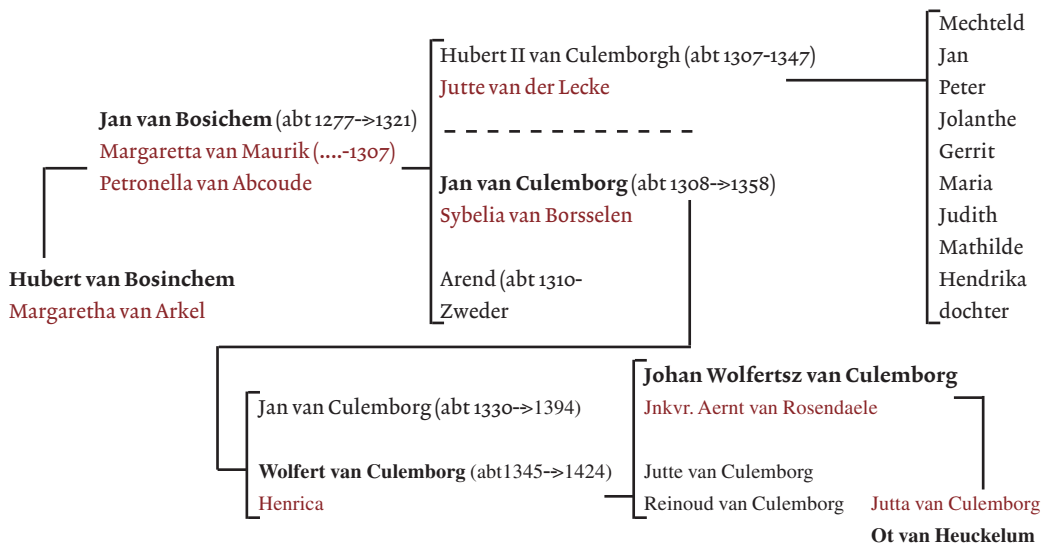 Hubert van Bosinchem
Margaretha van Arkel
Jan van Bosichem (abt 1277->1321)
Margaretta van Maurik (....-1307)
Petronella van Abcoude
Hubert II van Culemborgh (abt 1307-1347)
Jutte van der Lecke
Jan van Culemborg (abt 1308->1358)
Sybelia van Borsselen
Arend (abt 1310-
Zweder
Mechteld
Jan
Peter
Jolanthe
Gerrit
Maria
Judith
Mathilde
Hendrika
dochter
Jan van Culemborg (abt 1330->1394)
Wolfert van Culemborg (abt1345->1424)
Henrica
Johan Wolfertsz van Culemborg
Jnkvr. Aernt van Rosendaele
Jutte van Culemborg
Reinoud van Culemborg
Jutta van Culemborg
Ot van Heuckelum